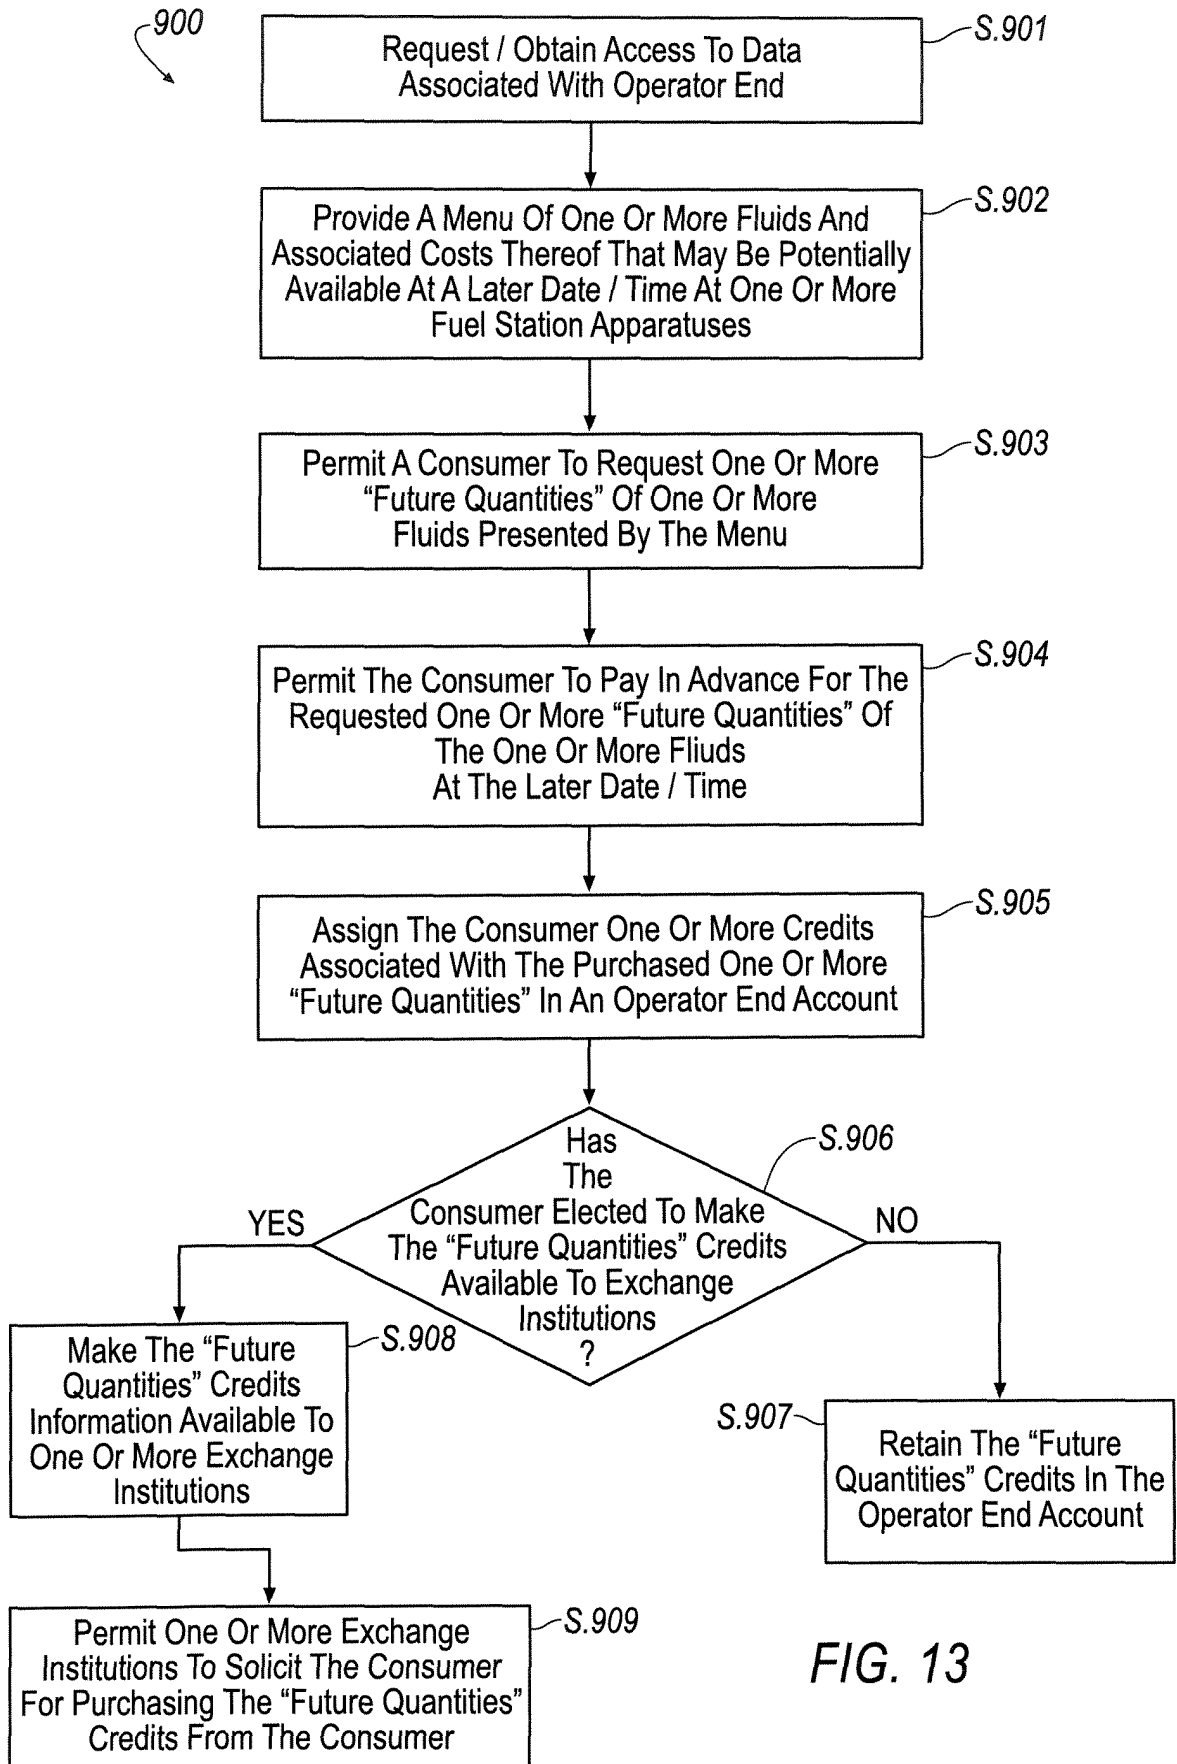 900
S.901
Request / Obtain Access To Data
Associated With Operator End
S.902
Provide A Menu Of One Or More Fluids And
Associated Costs Thereof That May Be Potentially
Available At A Later Date / Time At One Or More
Fuel Station Apparatuses
S.903
Permit A Consumer To Request One Or More
“Future Quantities” Of One Or More
Fluids Presented By The Menu
S.904
Permit The Consumer To Pay In Advance For The
Requested One Or More “Future Quantities” Of
The One Or More Fliuds
At The Later Date / Time
S.905
Assign The Consumer One Or More Credits
Associated With The Purchased One Or More
“Future Quantities” In An Operator End Account
S.906
Has
The
Consumer Elected To Make
The “Future Quantities” Credits
Available To Exchange
Institutions
?
YES
NO
S.908
Make The “Future
Quantities” Credits
Information Available To
One Or More Exchange
Institutions
S.907
Retain The “Future
Quantities” Credits In The
Operator End Account
S.909
Permit One Or More Exchange
Institutions To Solicit The Consumer
For Purchasing The “Future Quantities”
Credits From The Consumer
FIG. 13